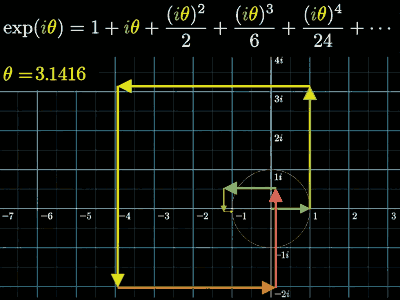 exp(iθ) = 1 + iθ + (iθ)²/2 + (iθ)³/6 + (iθ)⁴/24 + ⋯
θ = 3.1416
4i
3i
2i
1i
−7 −6 −5 −4 −3 −2 −1 1 2 3
−1i
−2i